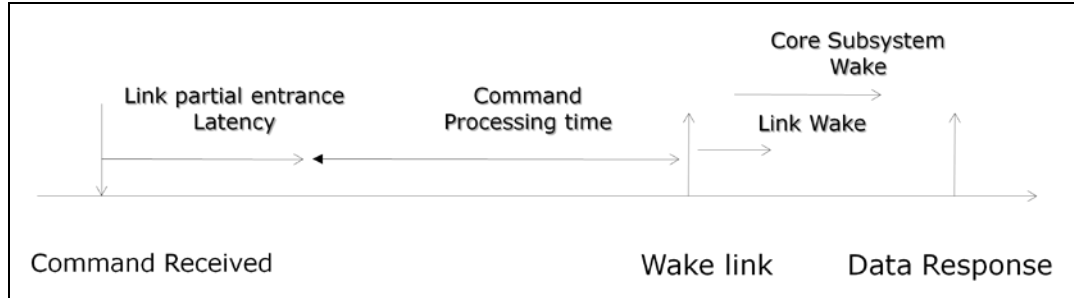 Core Subsystem
Wake
Link partial entrance
Latency
Command
Processing time
Link Wake
Command Received
Wake link
Data Response